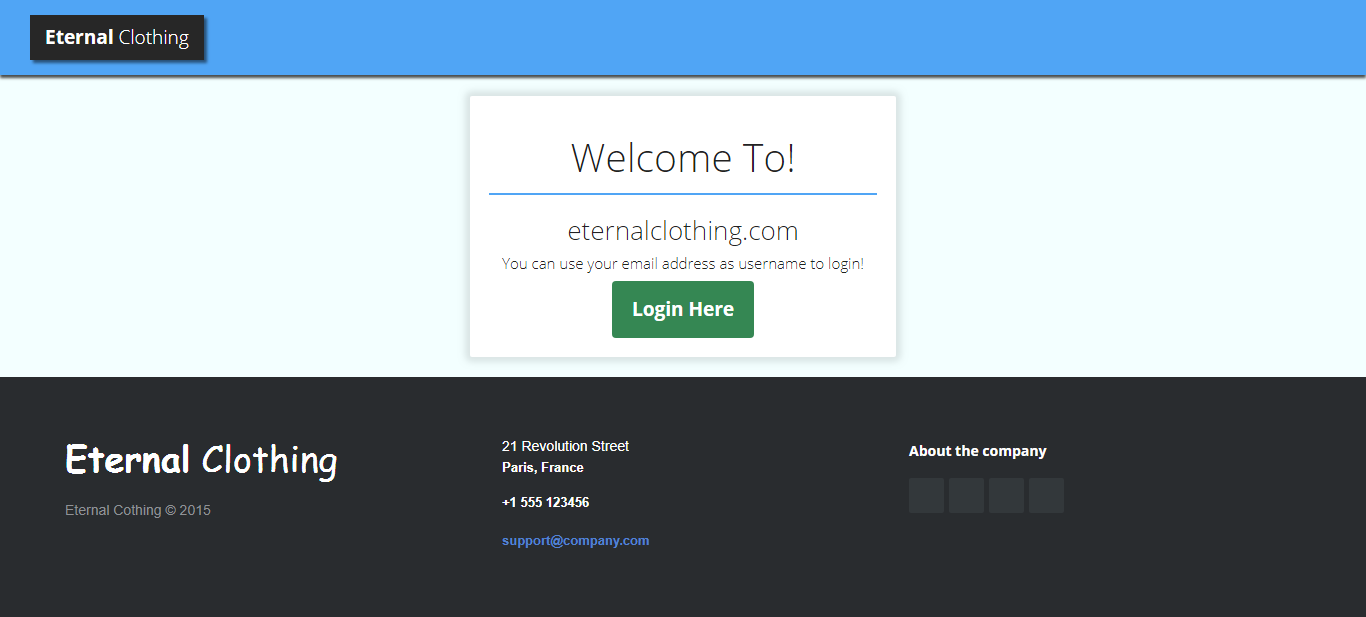 Eternal Clothing
Welcome To!
eternalclothing.com
You can use your email address as username to login!
Login Here
Eternal Clothing
Eternal Cothing © 2015
21 Revolution Street
Paris, France
+1 555 123456
support@company.com
About the company